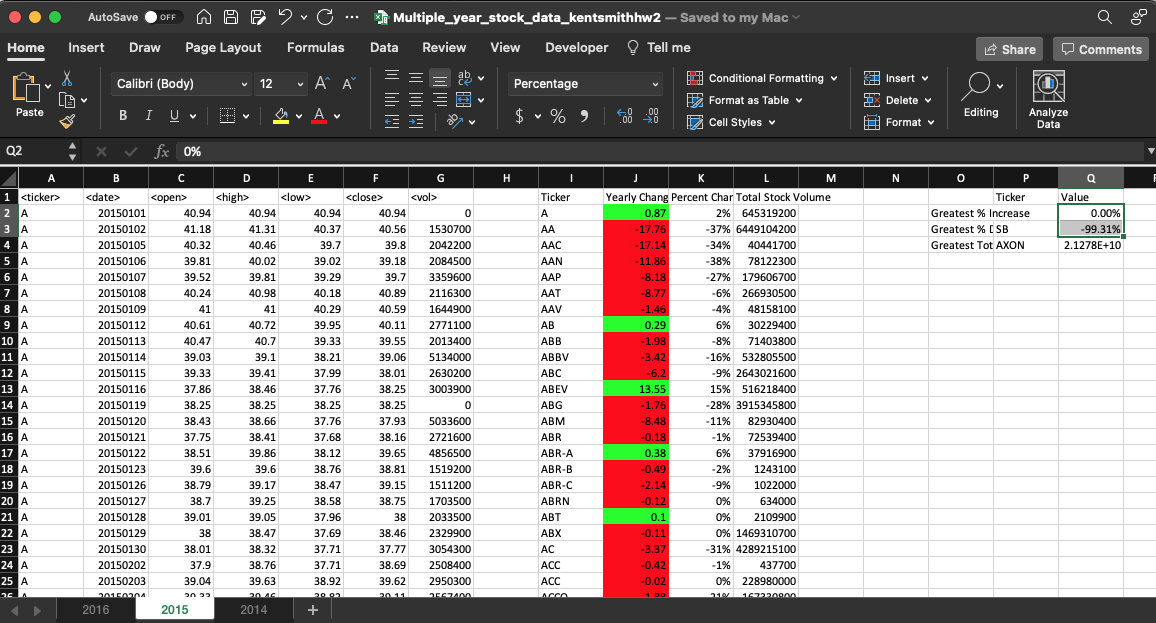 AutoSave OFF Multiple_year_stock_data_kentsmithhw2 — Saved to my Mac
Home Insert Draw Page Layout Formulas Data Review View Developer Tell me Share Comments
Paste Calibri (Body) 12 A A ab Percentage Conditional Formatting Insert Editing Analyze Data
Format as Table Delete
B I U A $ % Cell Styles Format
Q2 fx 0%
A B C D E F G H I J K L M N O P Q
1 <ticker> <date> <open> <high> <low> <close> <vol> Ticker Yearly Chang Percent Char Total Stock Volume Ticker Value
2 A 20150101 40.94 40.94 40.94 40.94 0 A 0.87 2% 645319200 Greatest % Increase 0.00%
3 A 20150102 41.18 41.31 40.37 40.56 1530700 AA -17.76 -37% 6449104200 Greatest % D SB -99.31%
4 A 20150105 40.32 40.46 39.7 39.8 2042200 AAC -17.14 -34% 40441700 Greatest Tot AXON 2.1278E+10
5 A 20150106 39.81 40.02 39.02 39.18 2084500 AAN -11.86 -38% 78122300
6 A 20150107 39.52 39.81 39.29 39.7 3359600 AAP -8.18 -27% 179606700
7 A 20150108 40.24 40.98 40.18 40.89 2116300 AAT -8.77 -6% 266930500
8 A 20150109 41 41 40.29 40.59 1644900 AAV -1.46 -4% 48158100
9 A 20150112 40.61 40.72 39.95 40.11 2771100 AB 0.29 6% 30229400
10 A 20150113 40.47 40.7 39.33 39.55 2013400 ABB -1.98 -8% 71403800
11 A 20150114 39.03 39.1 38.21 39.06 5134000 ABBV -3.42 -16% 532805500
12 A 20150115 39.33 39.41 37.99 38.01 2630200 ABC -6.2 -9% 2643021600
13 A 20150116 37.86 38.46 37.76 38.25 3003900 ABEV 13.55 15% 516218400
14 A 20150119 38.25 38.25 38.25 38.25 0 ABG -1.76 -28% 3915345800
15 A 20150120 38.43 38.66 37.76 37.93 5033600 ABM -8.48 -11% 82930400
16 A 20150121 37.75 38.41 37.68 38.16 2721600 ABR -0.18 -1% 72539400
17 A 20150122 38.51 39.86 38.12 39.65 4856500 ABR-A 0.38 6% 37916900
18 A 20150123 39.6 39.6 38.76 38.81 1519200 ABR-B -0.49 -2% 1243100
19 A 20150126 38.79 39.17 38.47 39.15 1511200 ABR-C -2.14 -9% 1022000
20 A 20150127 38.7 39.25 38.58 38.75 1703500 ABRN -0.12 0% 634000
21 A 20150128 39.01 39.05 37.96 38 2033500 ABT 0.1 0% 2109900
22 A 20150129 38 38.47 37.69 38.46 2329900 ABX -0.11 0% 1469310700
23 A 20150130 38.01 38.32 37.71 37.77 3054300 AC -3.37 -31% 4289215100
24 A 20150202 37.9 38.76 37.71 38.69 2508400 ACC -0.42 -1% 437700
25 A 20150203 39.04 39.63 38.92 39.62 2950300 ACC -0.02 0% 228980000
2016 2015 2014 +